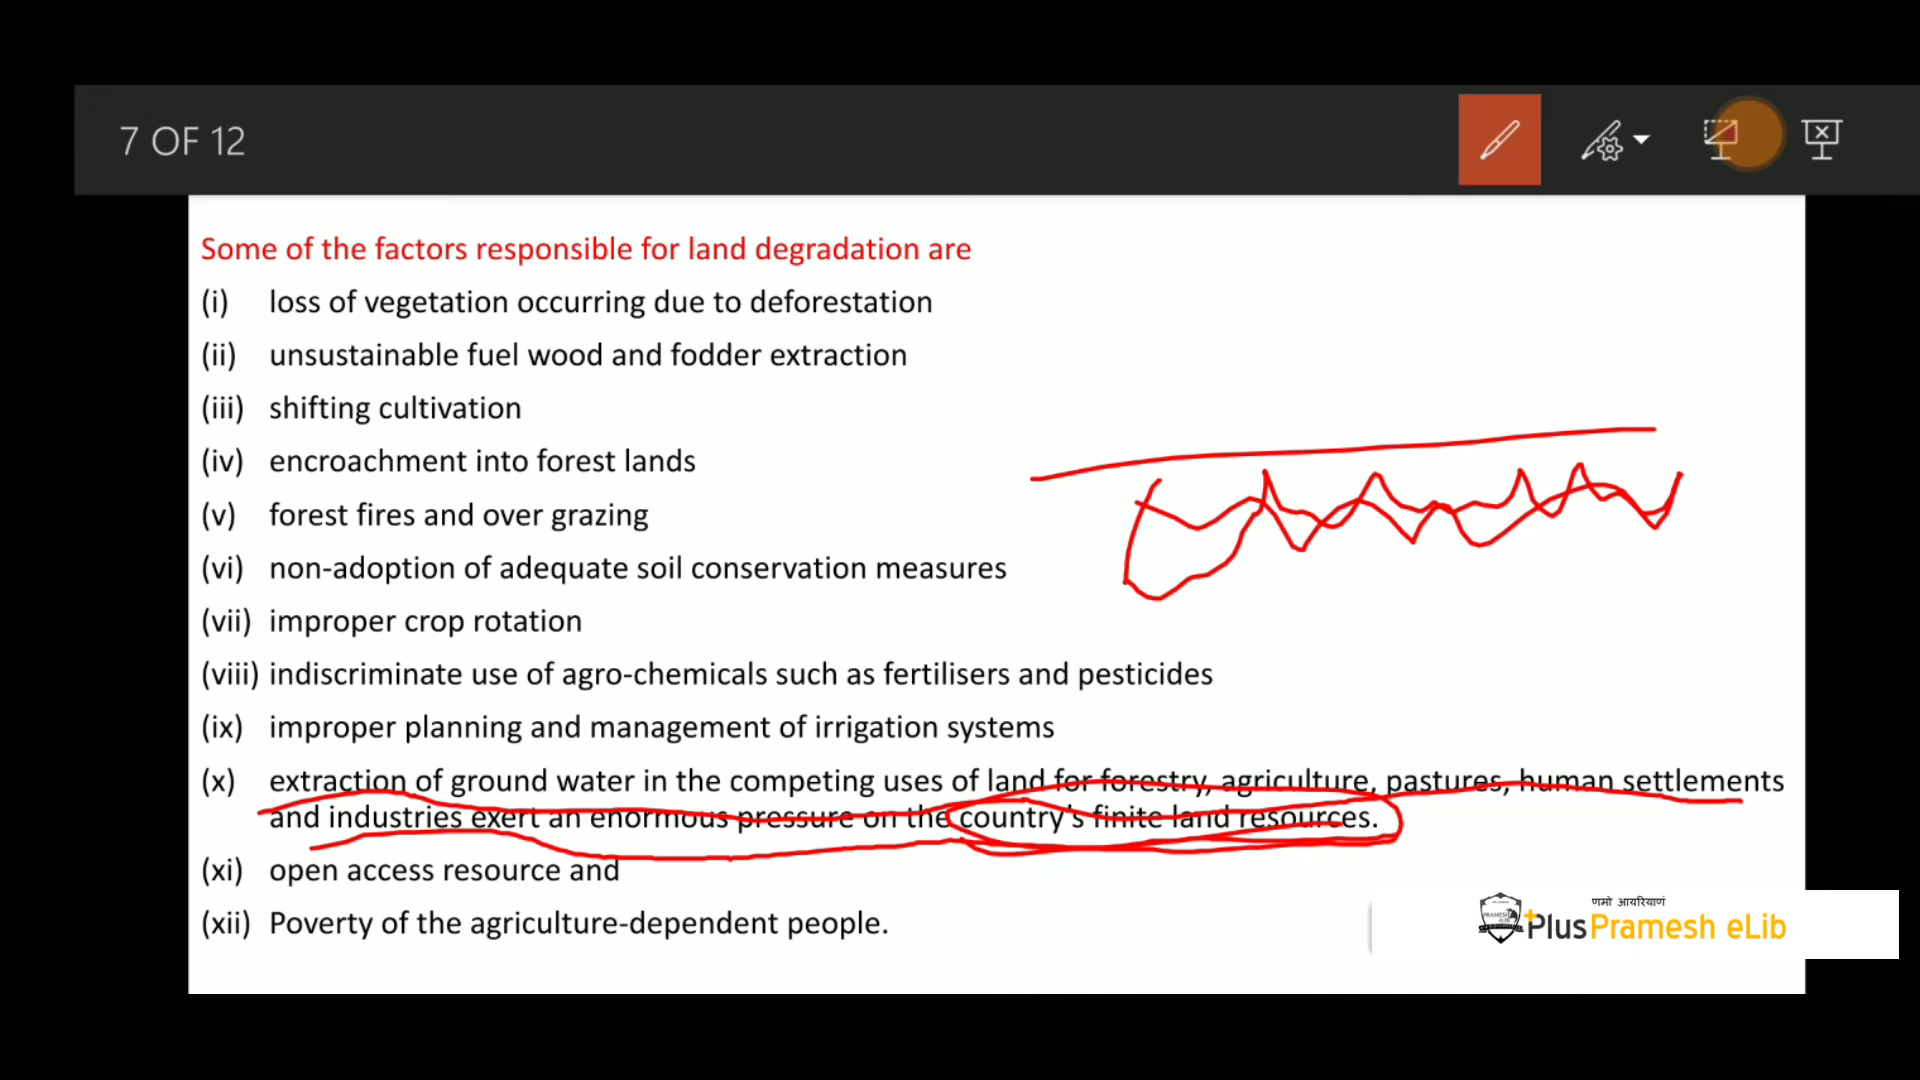 7 OF 12
Some of the factors responsible for land degradation are
(i) loss of vegetation occurring due to deforestation
(ii) unsustainable fuel wood and fodder extraction
(iii) shifting cultivation
(iv) encroachment into forest lands
(v) forest fires and over grazing
(vi) non-adoption of adequate soil conservation measures
(vii) improper crop rotation
(viii) indiscriminate use of agro-chemicals such as fertilisers and pesticides
(ix) improper planning and management of irrigation systems
(x) extraction of ground water in the competing uses of land for forestry, agriculture, pastures, human settlements
and industries exert an enormous pressure on the country's finite land resources.
(xi) open access resource and
(xii) Poverty of the agriculture-dependent people.
णमो आयरियाणं
PRAMESH
eLib
+PlusPramesh eLib